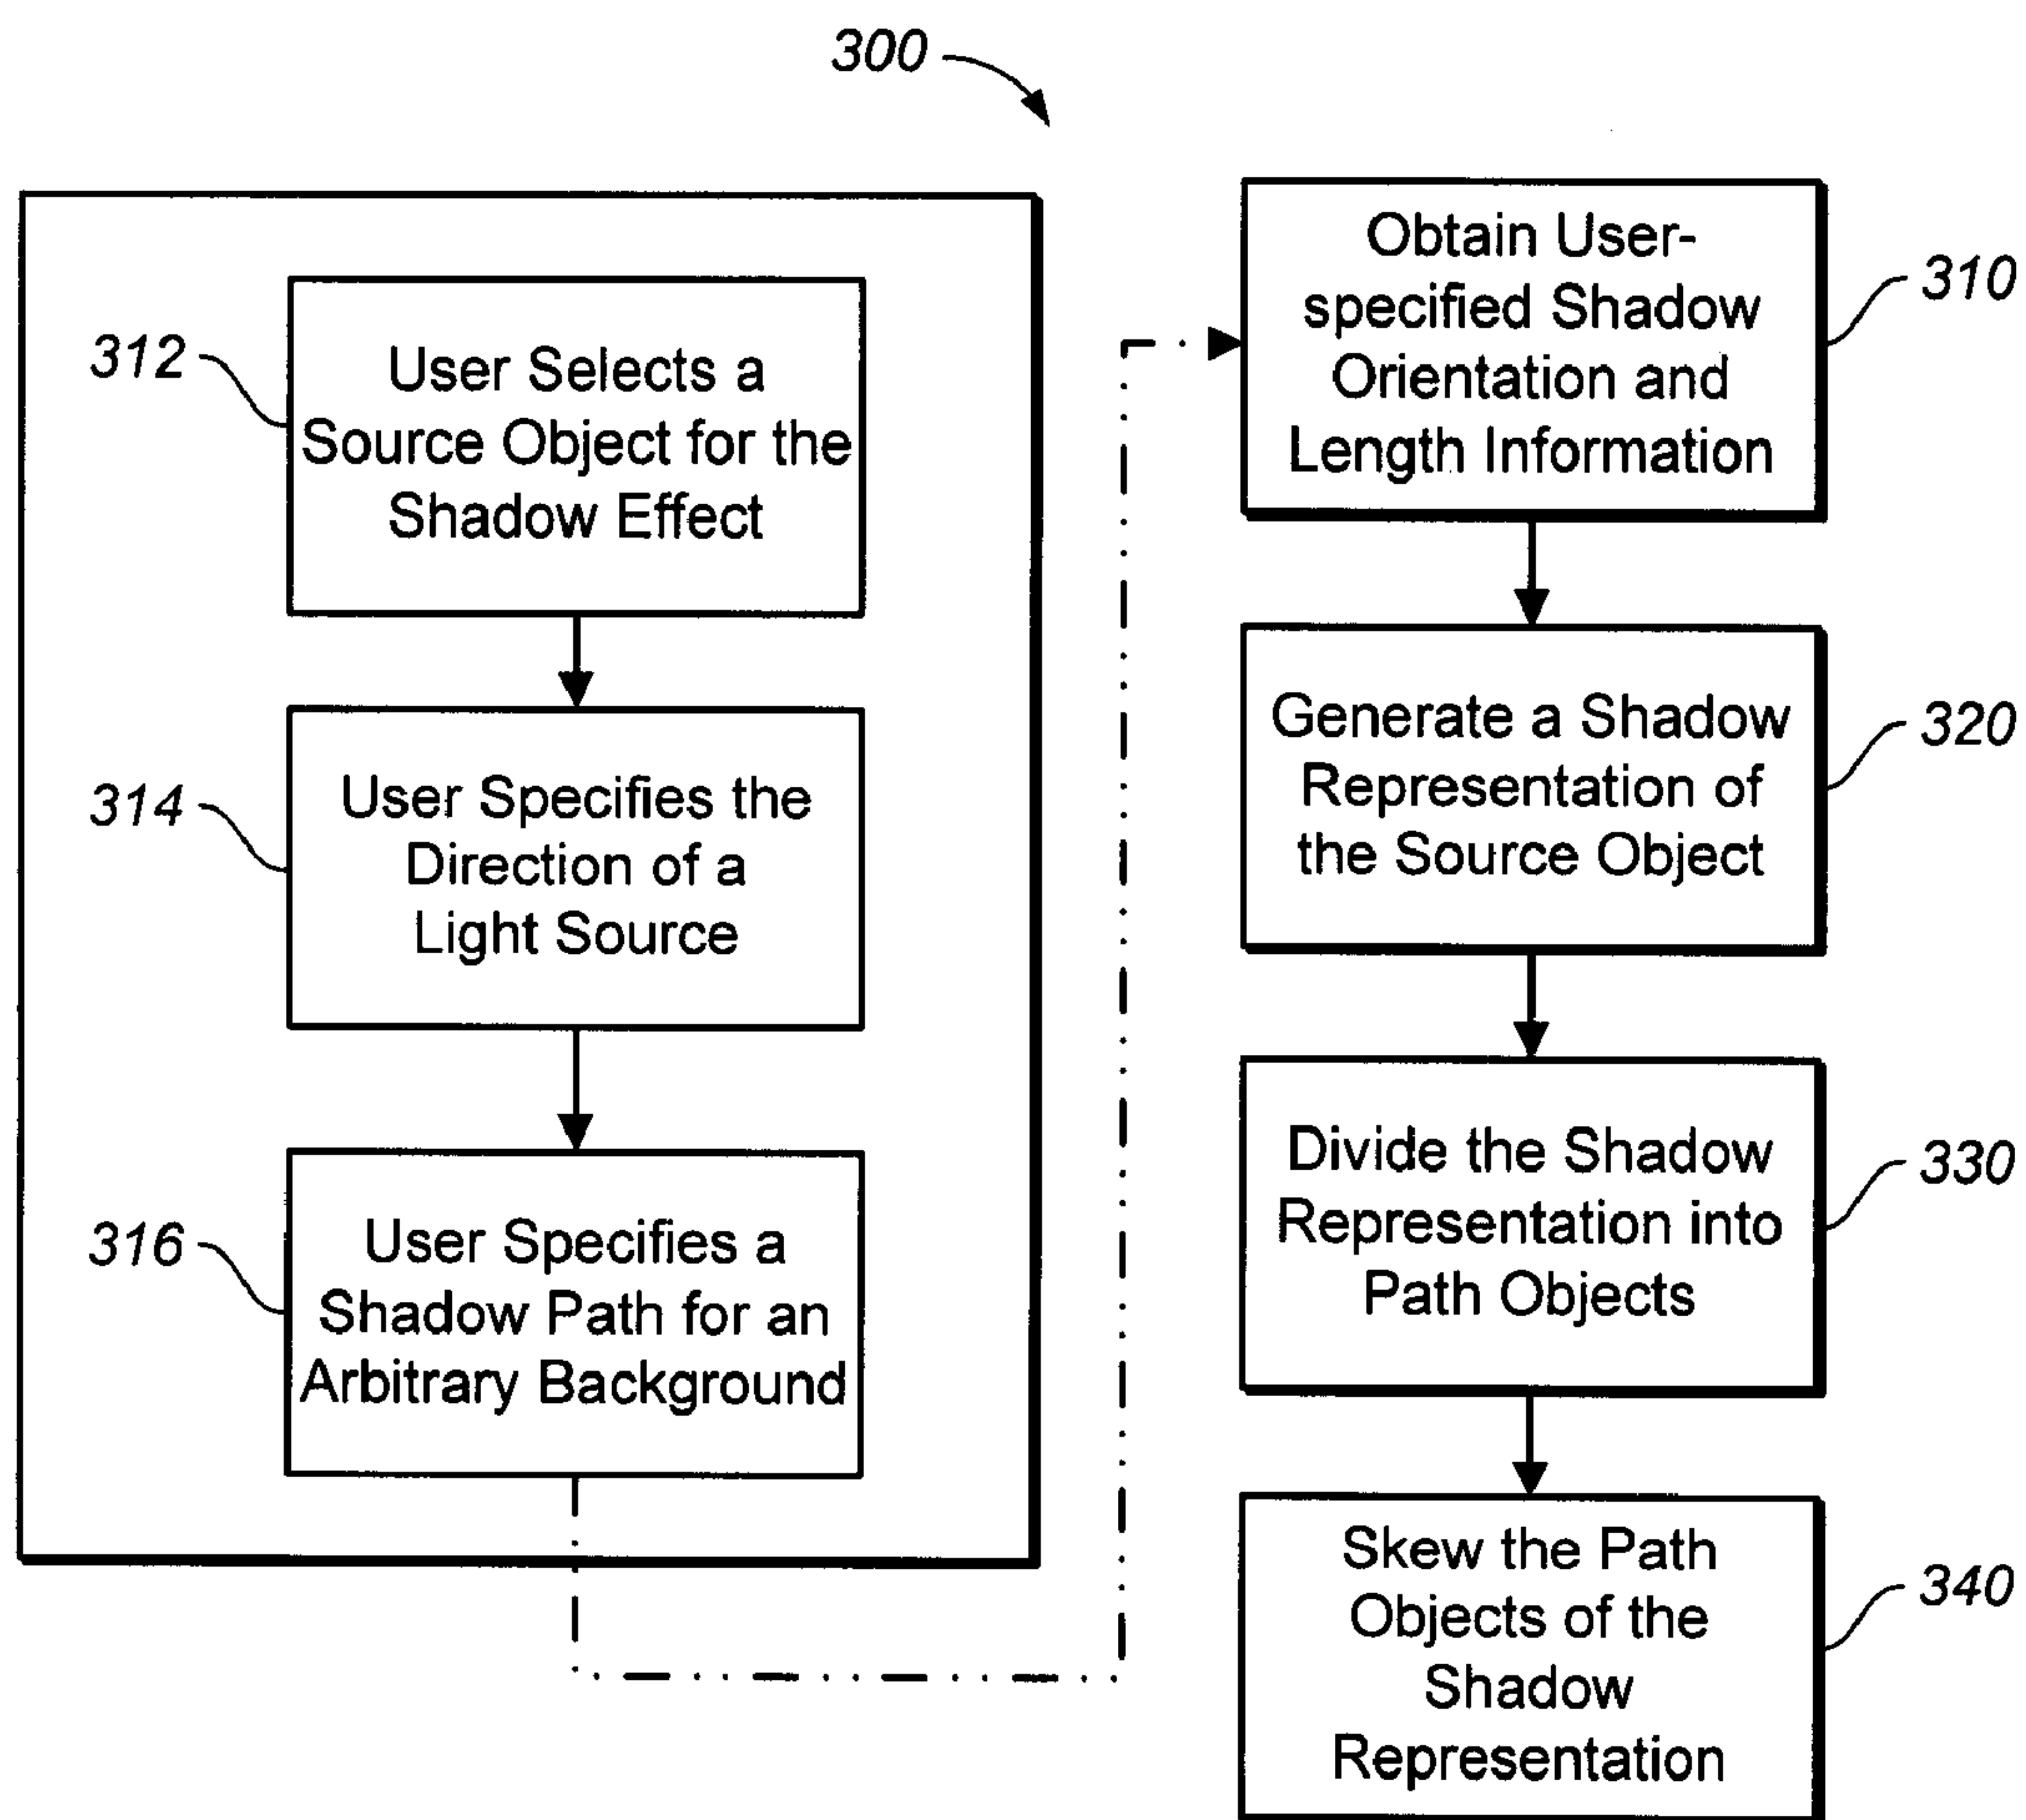 300
312
User Selects a
Source Object for the
Shadow Effect
314
User Specifies the
Direction of a
Light Source
316
User Specifies a
Shadow Path for an
Arbitrary Background
Obtain User-
specified Shadow
Orientation and
Length Information
310
Generate a Shadow
Representation of
the Source Object
320
Divide the Shadow
Representation into
Path Objects
330
Skew the Path
Objects of the
Shadow
Representation
340